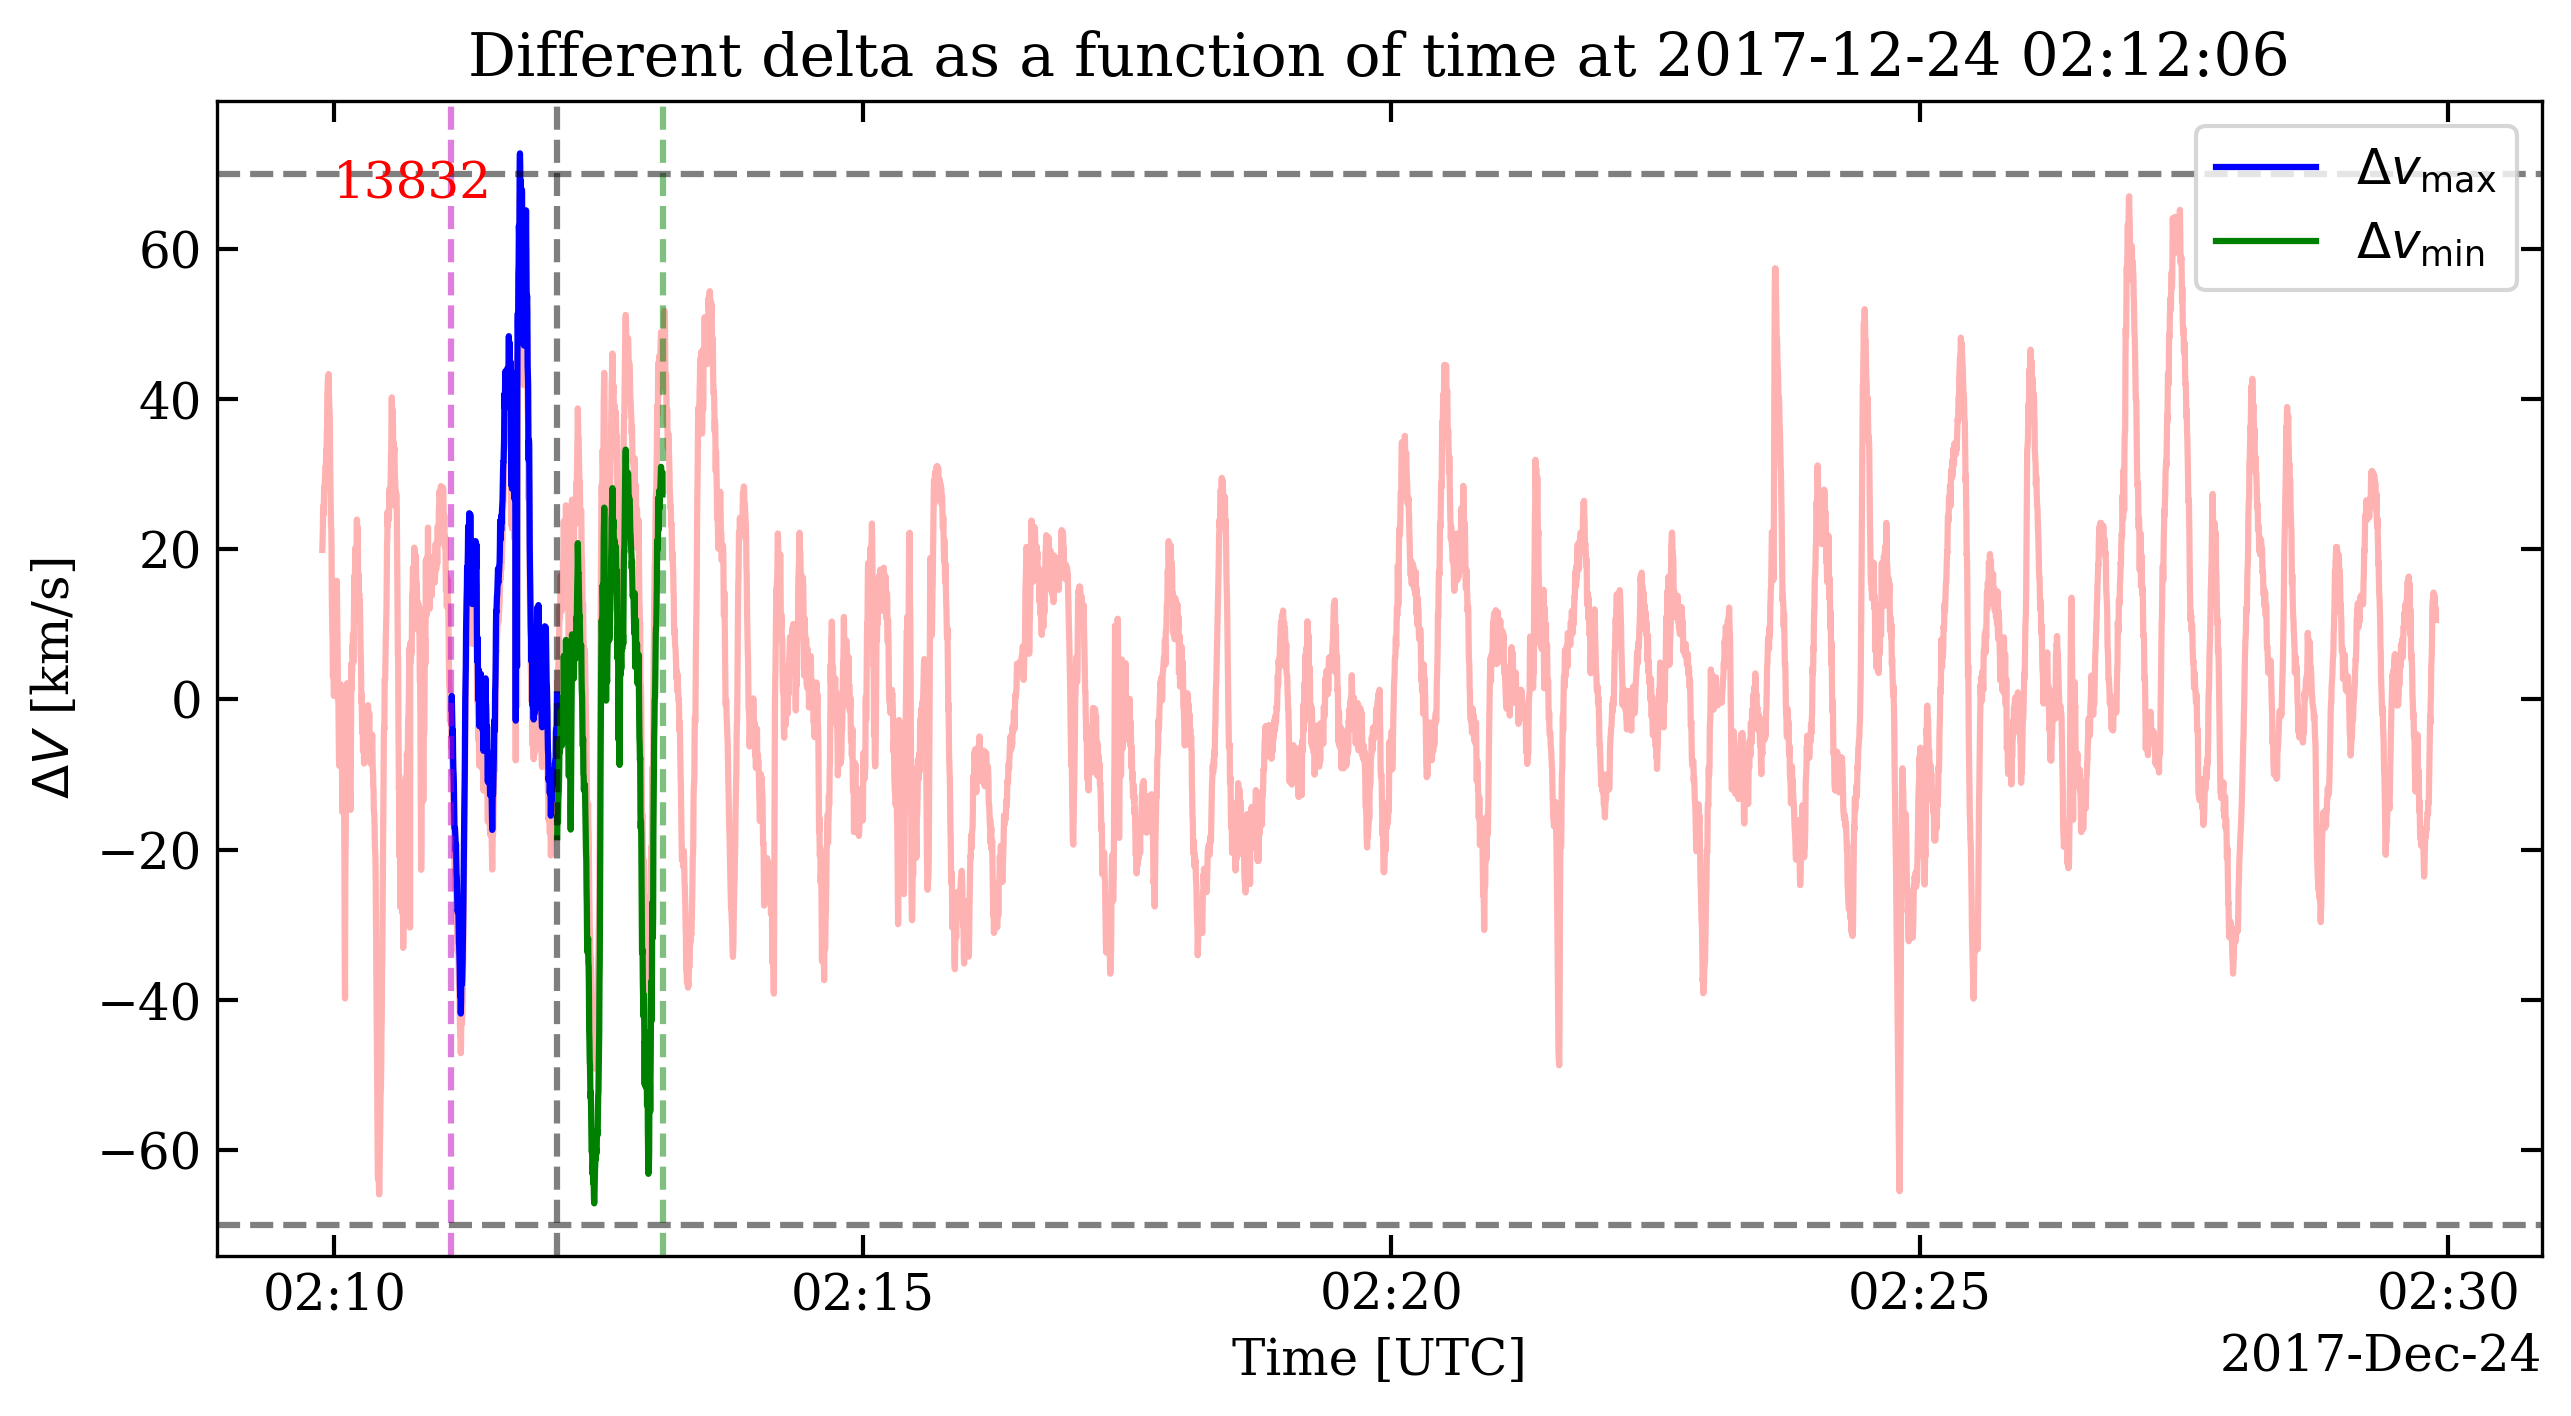 Different delta as a function of time at 2017-12-24 02:12:06
13832
Δv_max
Δv_min
ΔV [km/s]
60
40
20
0
−20
−40
−60
02:10 02:15 02:20 02:25 02:30
Time [UTC]
2017-Dec-24